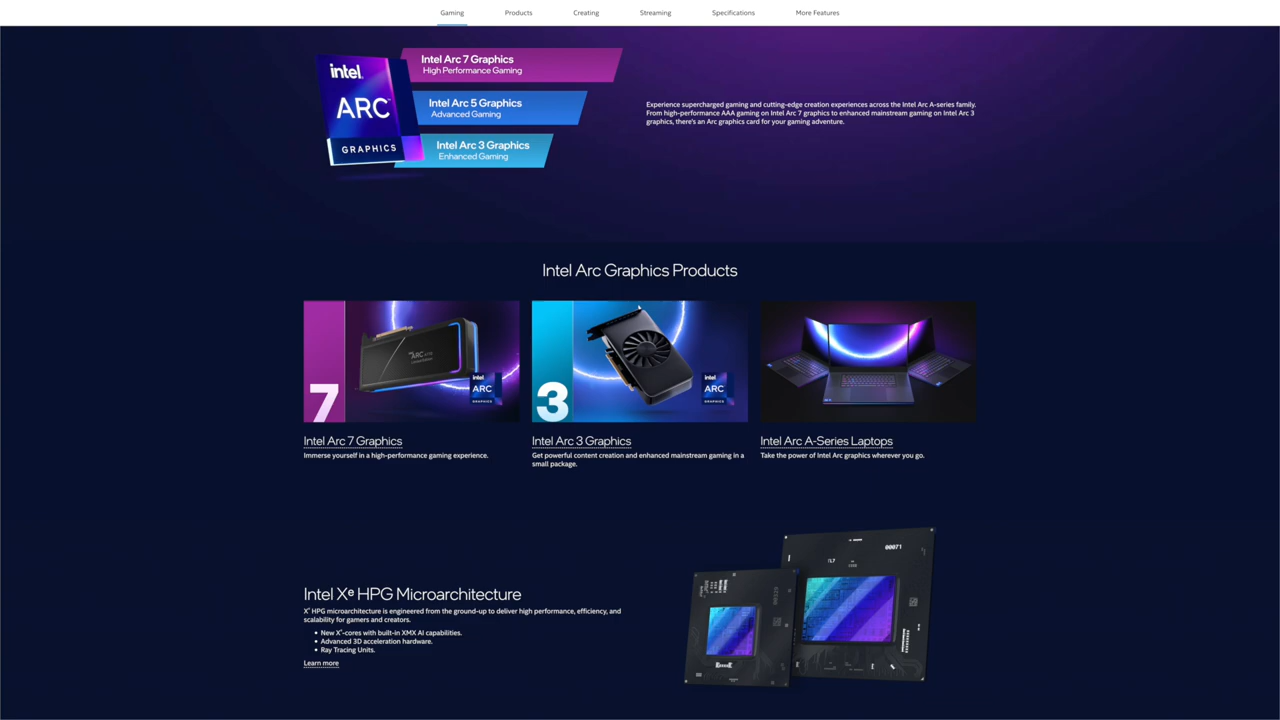 Gaming
Products
Creating
Streaming
Specifications
More Features
intel.
ARC™
GRAPHICS
Intel Arc 7 Graphics
High Performance Gaming
Intel Arc 5 Graphics
Advanced Gaming
Intel Arc 3 Graphics
Enhanced Gaming
Experience supercharged gaming and cutting-edge creation experiences across the Intel Arc A-series family.
From high-performance AAA gaming on Intel Arc 7 graphics to enhanced mainstream gaming on Intel Arc 3
graphics, there's an Arc graphics card for your gaming adventure.
Intel Arc Graphics Products
7
ARC
intel
ARC
GRAPHICS
3
intel
ARC
GRAPHICS
Intel Arc 7 Graphics
Immerse yourself in a high-performance gaming experience.
Intel Arc 3 Graphics
Get powerful content creation and enhanced mainstream gaming in a
small package.
Intel Arc A-Series Laptops
Take the power of Intel Arc graphics wherever you go.
Intel Xᵉ HPG Microarchitecture
Xᵉ HPG microarchitecture is engineered from the ground-up to deliver high performance, efficiency, and
scalability for gamers and creators.
• New Xᵉ-cores with built-in XMX AI capabilities.
• Advanced 3D acceleration hardware.
• Ray Tracing Units.
Learn more
00071